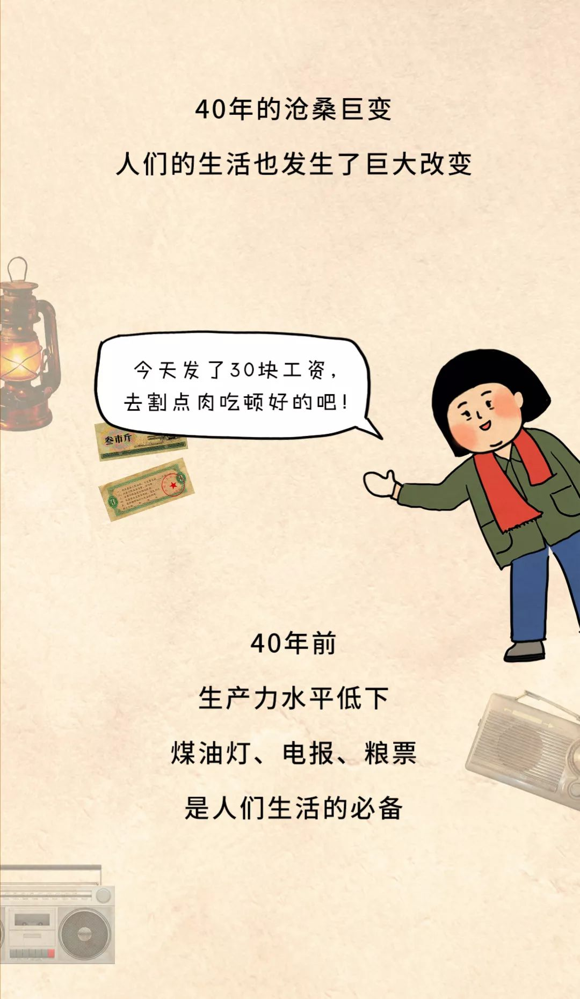 40年的沧桑巨变
人们的生活也发生了巨大改变
今天发了30块工资，
去割点肉吃顿好的吧！
叁市斤
40年前
生产力水平低下
煤油灯、电报、粮票
是人们生活的必备